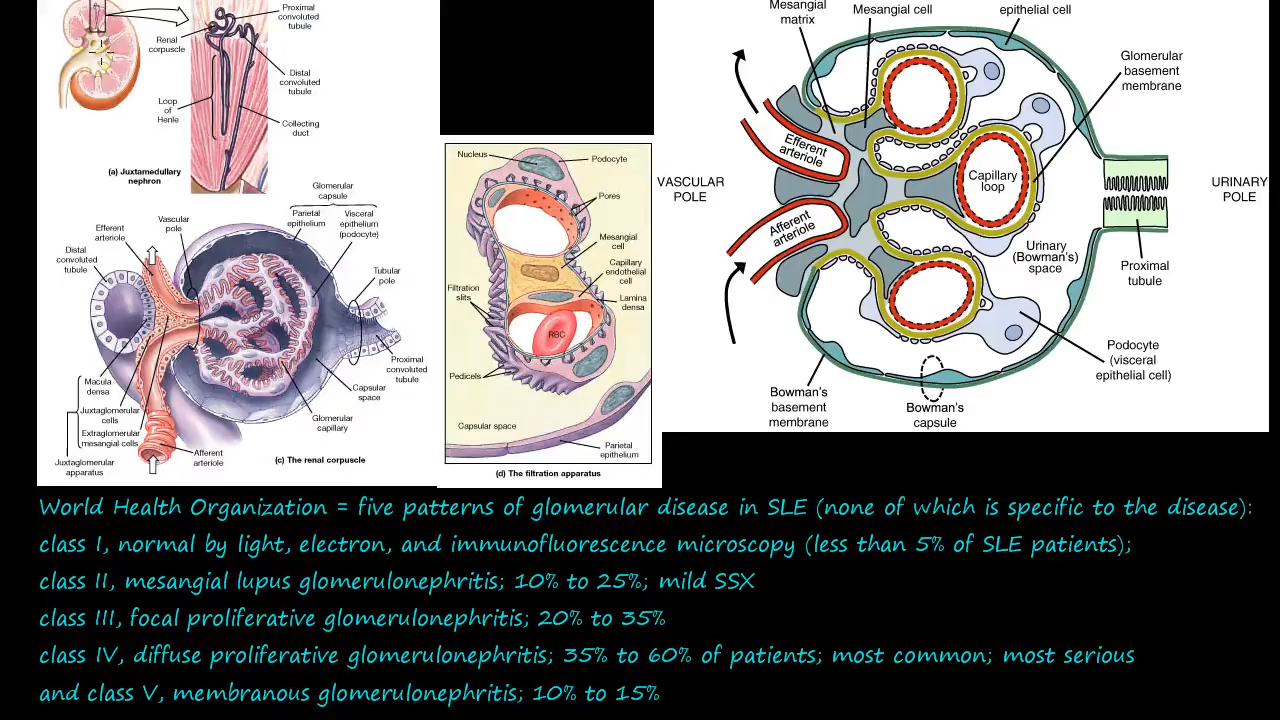 Proximal
convoluted
tubule
Renal
corpuscle
Distal
convoluted
tubule
Loop
of
Henle
Collecting
duct
(a) Juxtamedullary
nephron
Glomerular
capsule
Parietal
epithelium
Visceral
epithelium
(podocyte)
Vascular
pole
Efferent
arteriole
Distal
convoluted
tubule
Tubular
pole
Proximal
convoluted
tubule
Capsular
space
Macula
densa
Juxtaglomerular
cells
Extraglomerular
mesangial cells
Juxtaglomerular
apparatus
Afferent
arteriole
Glomerular
capillary
(c) The renal corpuscle
Nucleus
Podocyte
Pores
Mesangial
cell
Capillary
endothelial
cell
Filtration
slits
Lamina
densa
RBC
Pedicels
Capsular space
Parietal
epithelium
(d) The filtration apparatus
Mesangial
matrix
Mesangial cell
epithelial cell
Glomerular
basement
membrane
Efferent
arteriole
Capillary
loop
VASCULAR
POLE
URINARY
POLE
Afferent
arteriole
Urinary
(Bowman's)
space
Proximal
tubule
Podocyte
(visceral
epithelial cell)
Bowman's
basement
membrane
Bowman's
capsule
World Health Organization = five patterns of glomerular disease in SLE (none of which is specific to the disease):
class I, normal by light, electron, and immunofluorescence microscopy (less than 5% of SLE patients);
class II, mesangial lupus glomerulonephritis; 10% to 25%; mild SSX
class III, focal proliferative glomerulonephritis; 20% to 35%
class IV, diffuse proliferative glomerulonephritis; 35% to 60% of patients; most common; most serious
and class V, membranous glomerulonephritis; 10% to 15%